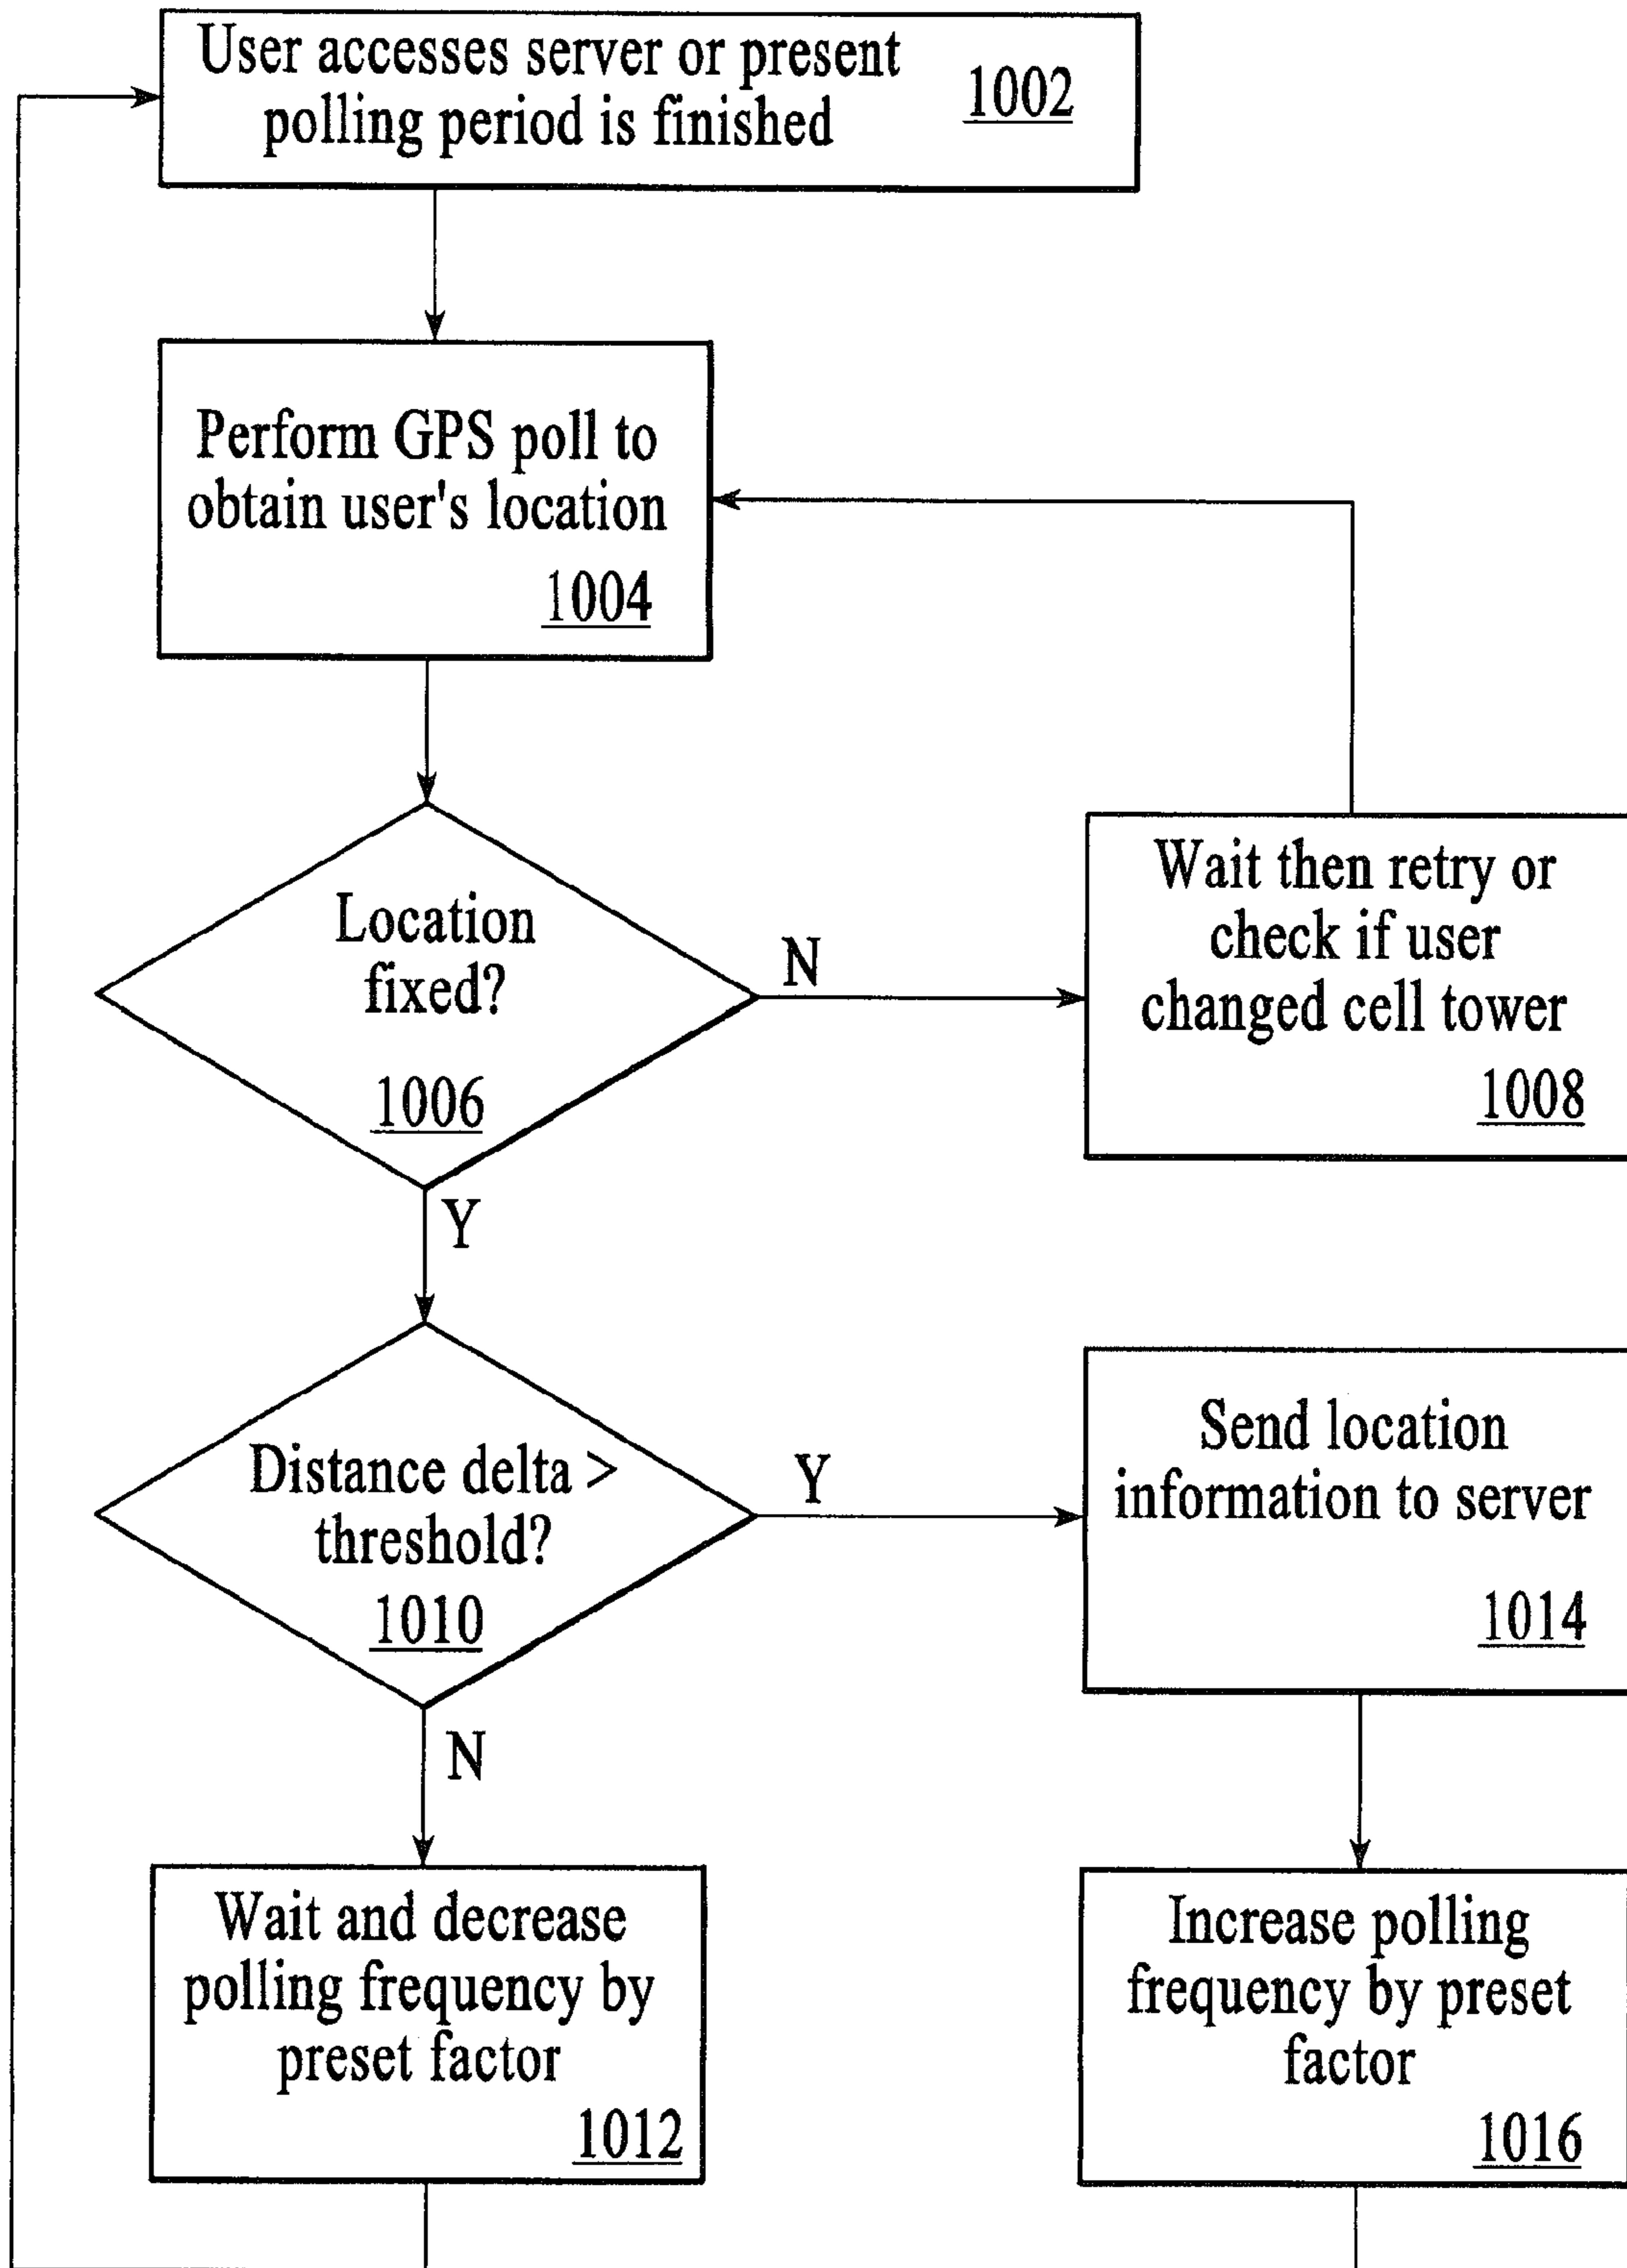 User accesses server or present
polling period is finished
1002
Perform GPS poll to
obtain user's location
1004
Location
fixed?
1006
N
Y
Wait then retry or
check if user
changed cell tower
1008
Distance delta >
threshold?
1010
Y
N
Send location
information to server
1014
Wait and decrease
polling frequency by
preset factor
1012
Increase polling
frequency by preset
factor
1016